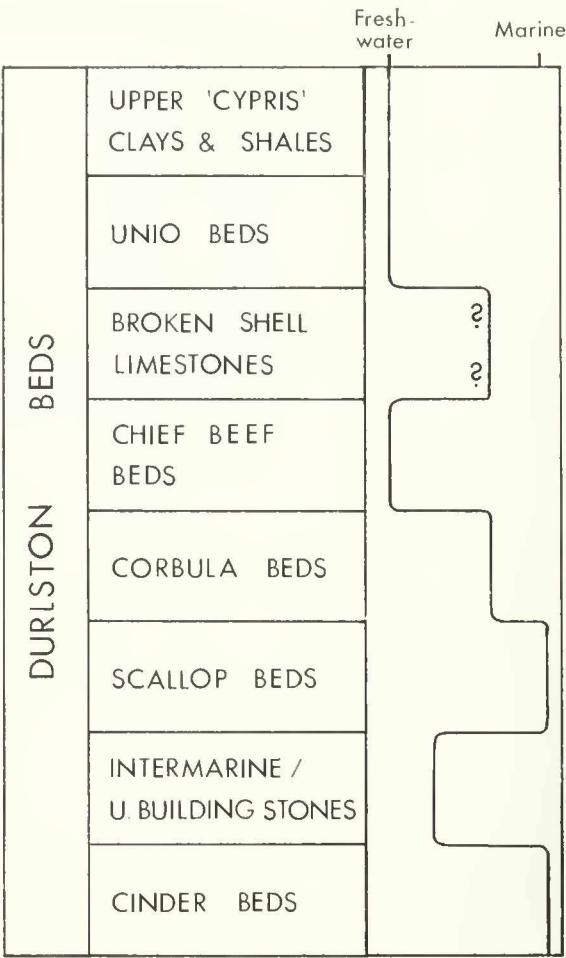 Fresh-
water
Marine
DURLSTON BEDS
UPPER 'CYPRIS'
CLAYS & SHALES
UNIO BEDS
BROKEN SHELL
LIMESTONES
?
?
CHIEF BEEF
BEDS
CORBULA BEDS
SCALLOP BEDS
INTERMARINE /
U. BUILDING STONES
CINDER BEDS